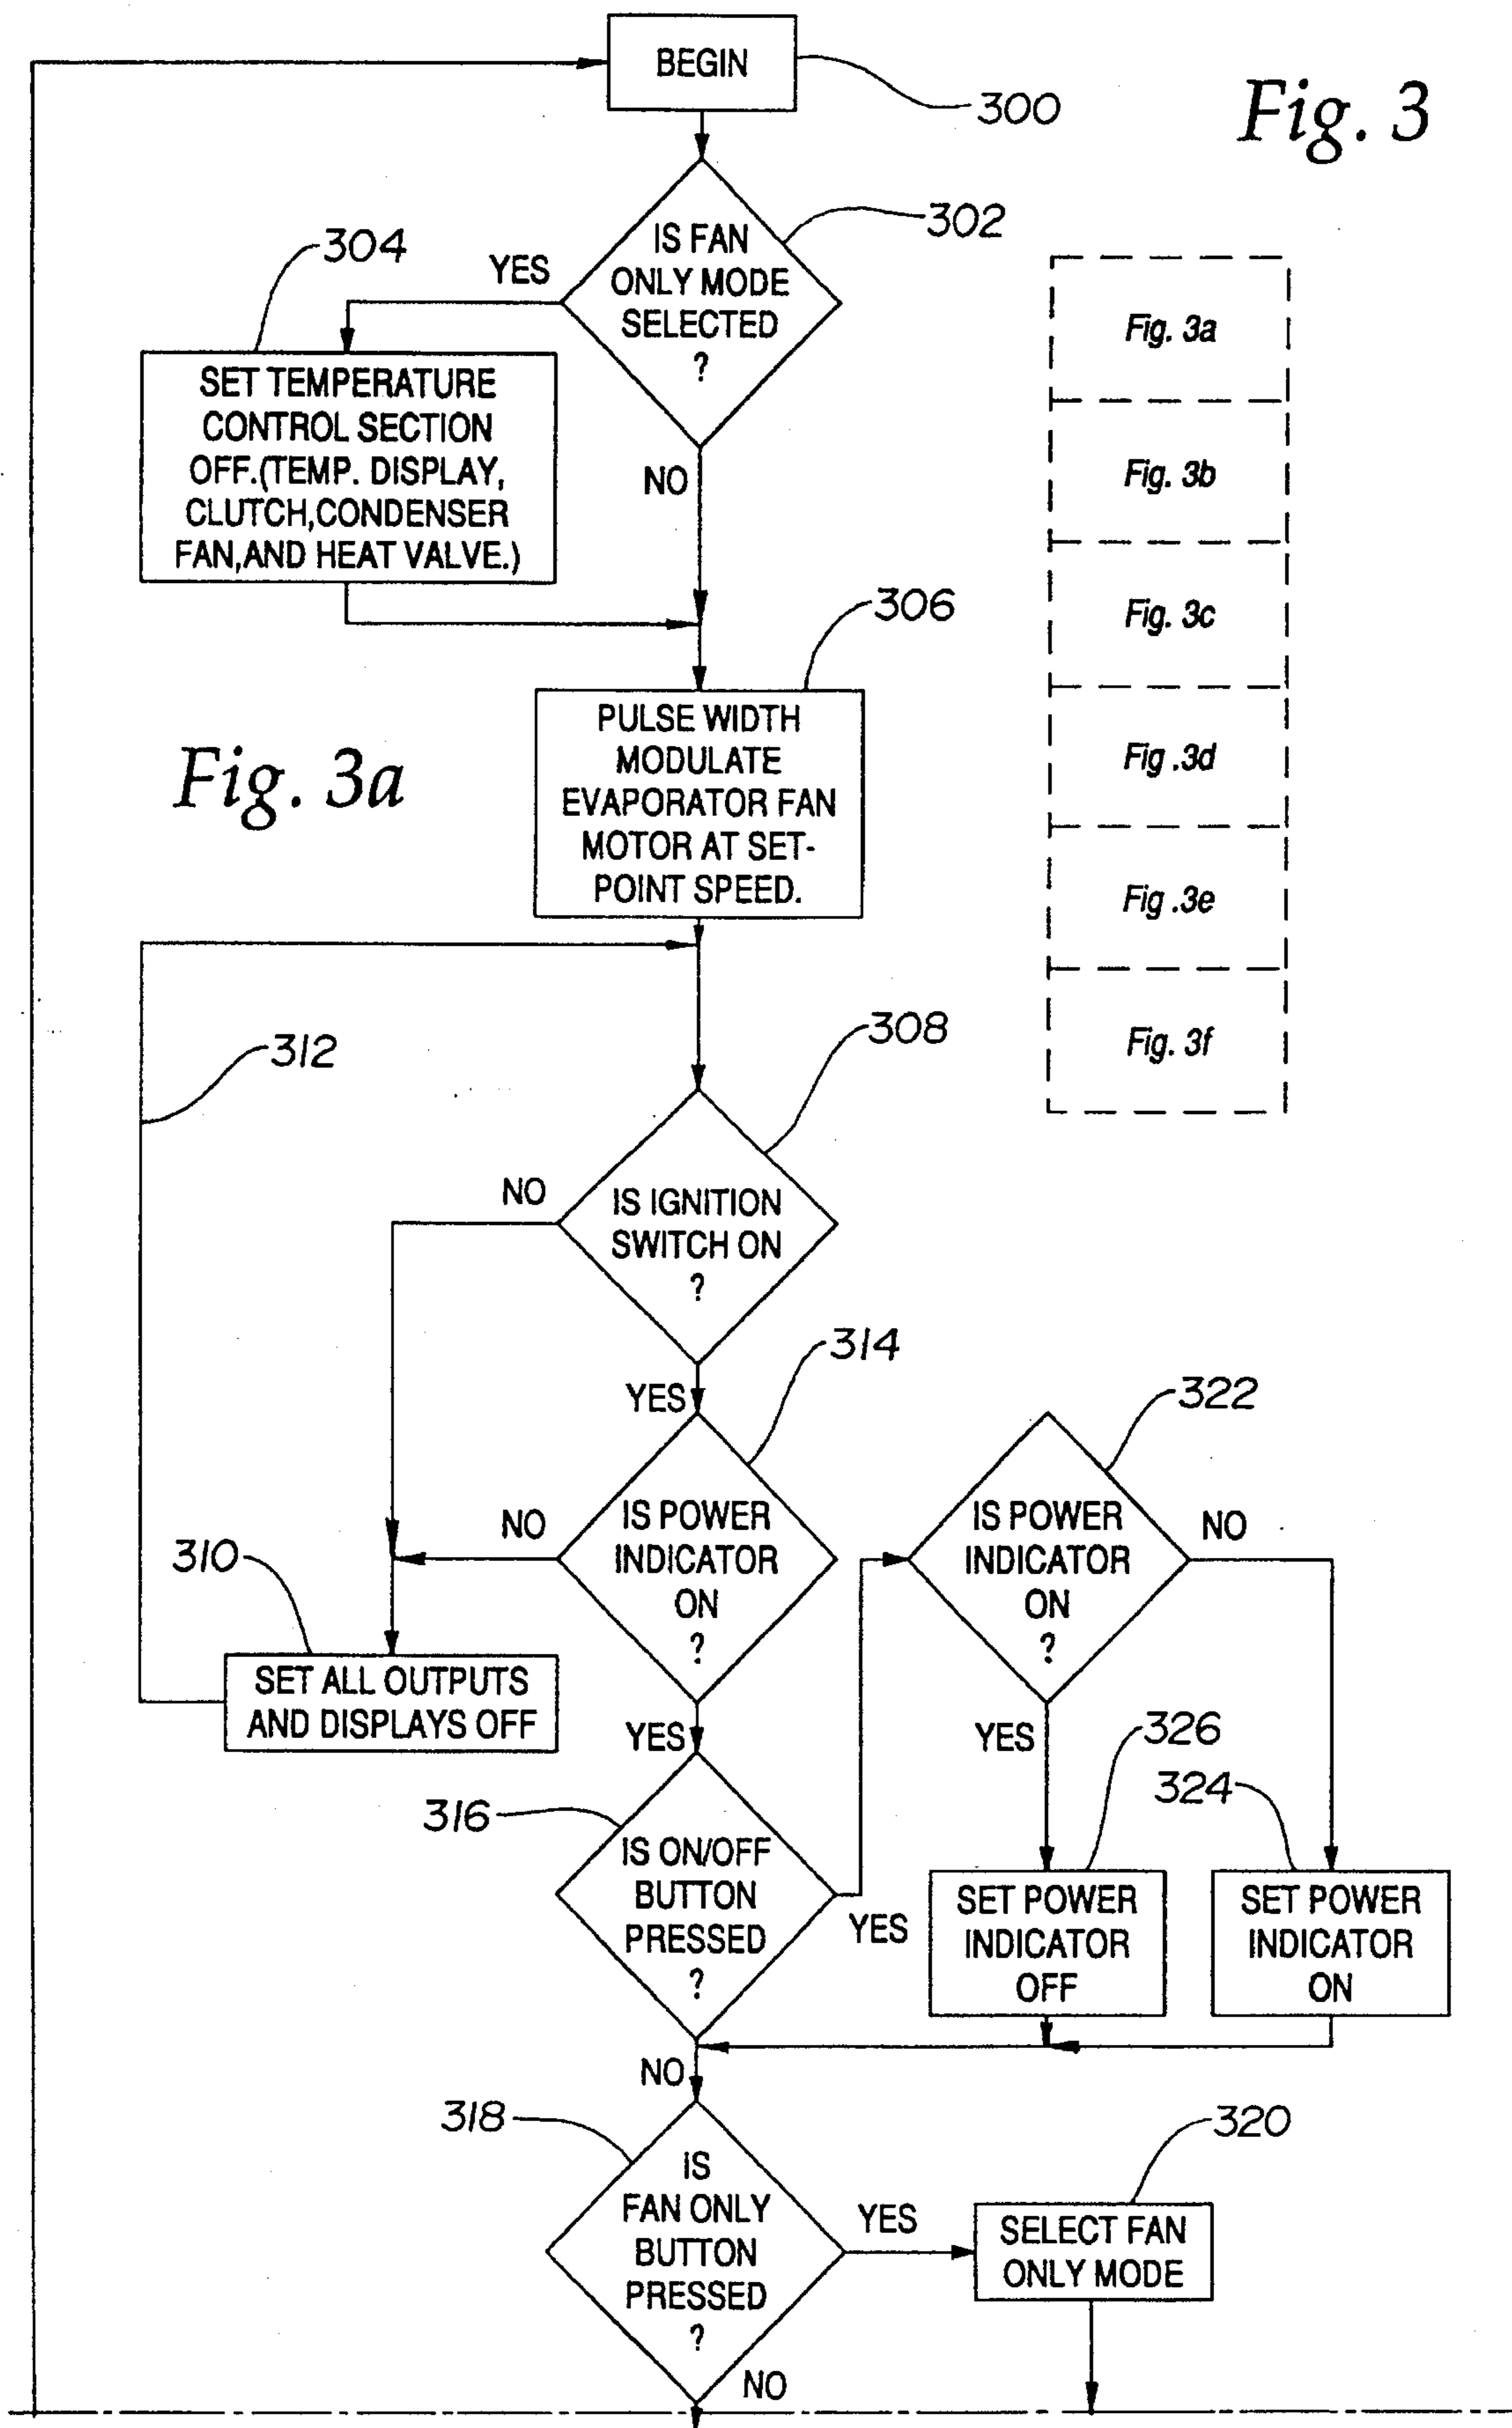 BEGIN
300
Fig. 3
302
IS FAN
ONLY MODE
SELECTED
?
304
YES
SET TEMPERATURE
CONTROL SECTION
OFF.(TEMP. DISPLAY,
CLUTCH,CONDENSER
FAN,AND HEAT VALVE.)
NO
Fig. 3a
Fig. 3b
Fig. 3c
Fig .3d
Fig .3e
Fig. 3f
306
PULSE WIDTH
MODULATE
EVAPORATOR FAN
MOTOR AT SET-
POINT SPEED.
Fig. 3a
312
308
NO
IS IGNITION
SWITCH ON
?
YES
314
NO
IS POWER
INDICATOR
ON
?
322
IS POWER
INDICATOR
ON
?
NO
310
SET ALL OUTPUTS
AND DISPLAYS OFF
YES
YES
326
324
316
IS ON/OFF
BUTTON
PRESSED
?
YES
SET POWER
INDICATOR
OFF
SET POWER
INDICATOR
ON
NO
318
IS
FAN ONLY
BUTTON
PRESSED
?
YES
320
SELECT FAN
ONLY MODE
NO